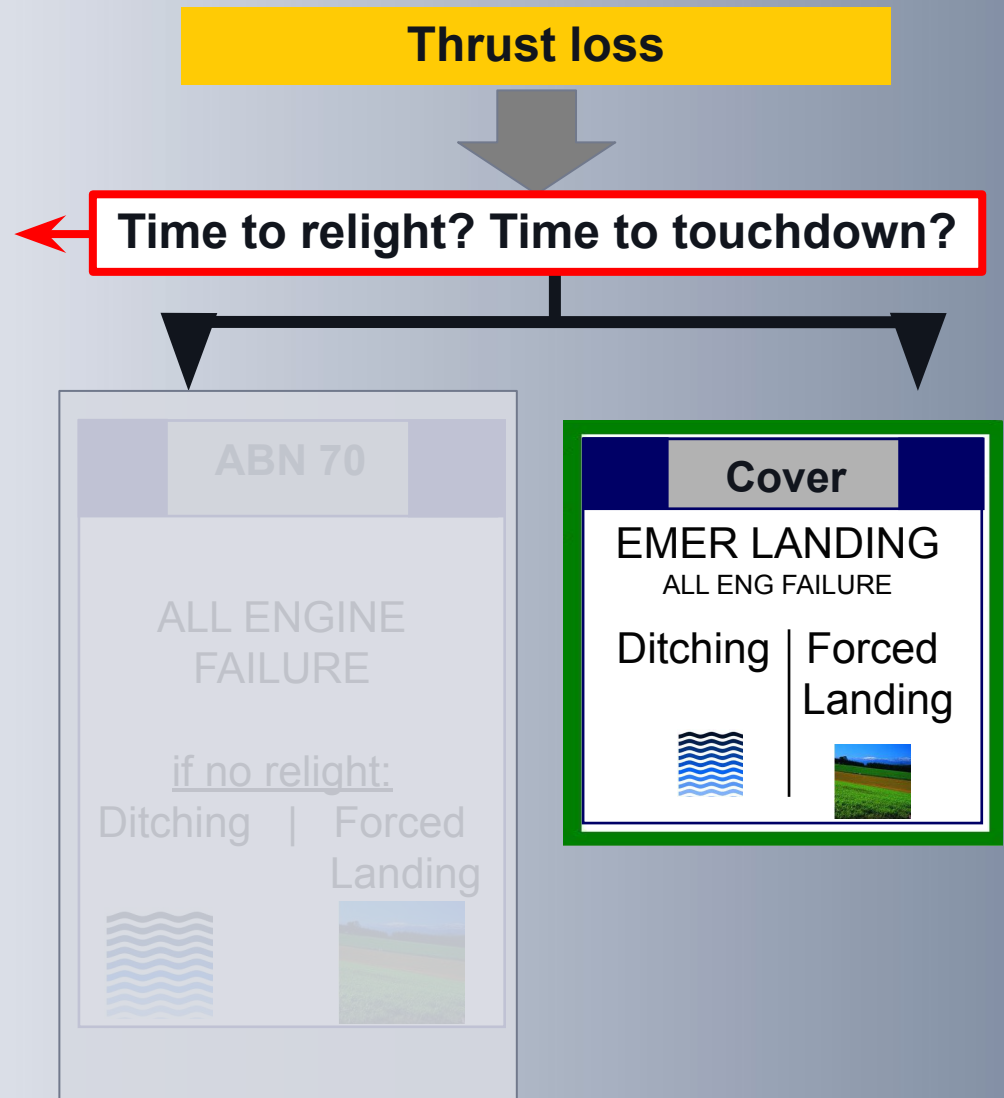 Thrust loss
Time to relight? Time to touchdown?
ABN 70
ALL ENGINE
FAILURE
if no relight:
Ditching | Forced
Landing
Cover
EMER LANDING
ALL ENG FAILURE
Ditching | Forced
Landing